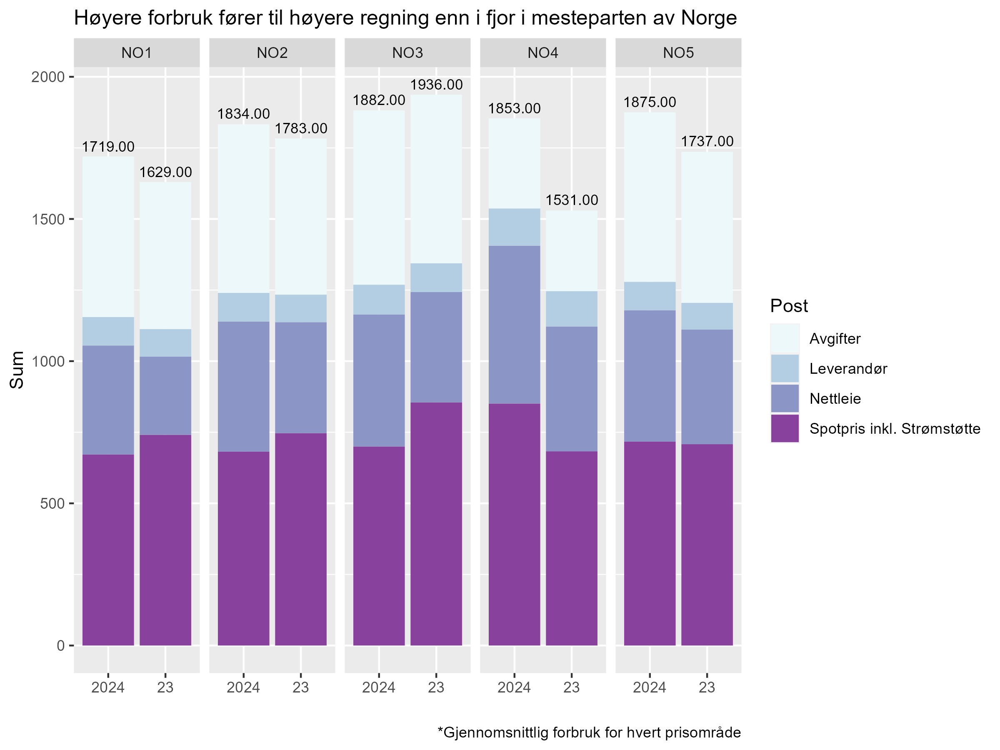 Høyere forbruk fører til høyere regning enn i fjor i mesteparten av Norge
NO1 NO2 NO3 NO4 NO5
2000
1500
1000
500
0
Sum
1719.00 1629.00 1834.00 1783.00 1882.00 1936.00 1853.00 1531.00 1875.00 1737.00
2024 23 2024 23 2024 23 2024 23 2024 23
Post
Avgifter
Leverandør
Nettleie
Spotpris inkl. Strømstøtte
*Gjennomsnittlig forbruk for hvert prisområde